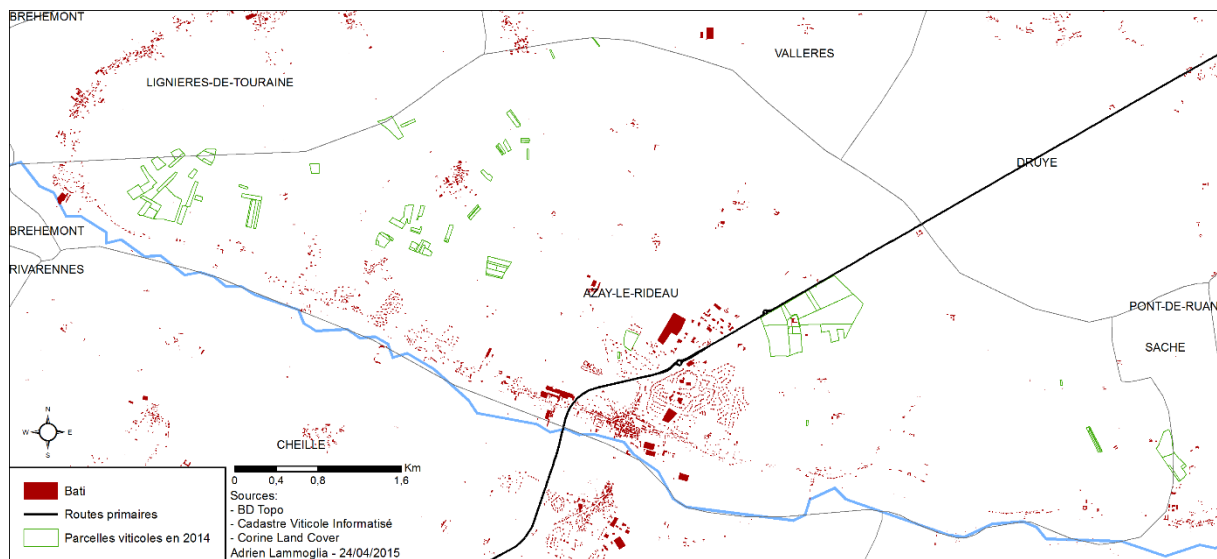 BREHEMONT
VALLERES
LIGNIERES-DE-TOURAINE
DRUYE
BREHEMONT
RIVARENNES
AZAY-LE-RIDEAU
PONT-DE-RUAN
SACHE
CHEILLE
N
W E
S
Bati
Routes primaires
Parcelles viticoles en 2014
Km
0 0,4 0,8 1,6
Sources:
- BD Topo
- Cadastre Viticole Informatisé
- Corine Land Cover
Adrien Lammoglia - 24/04/2015